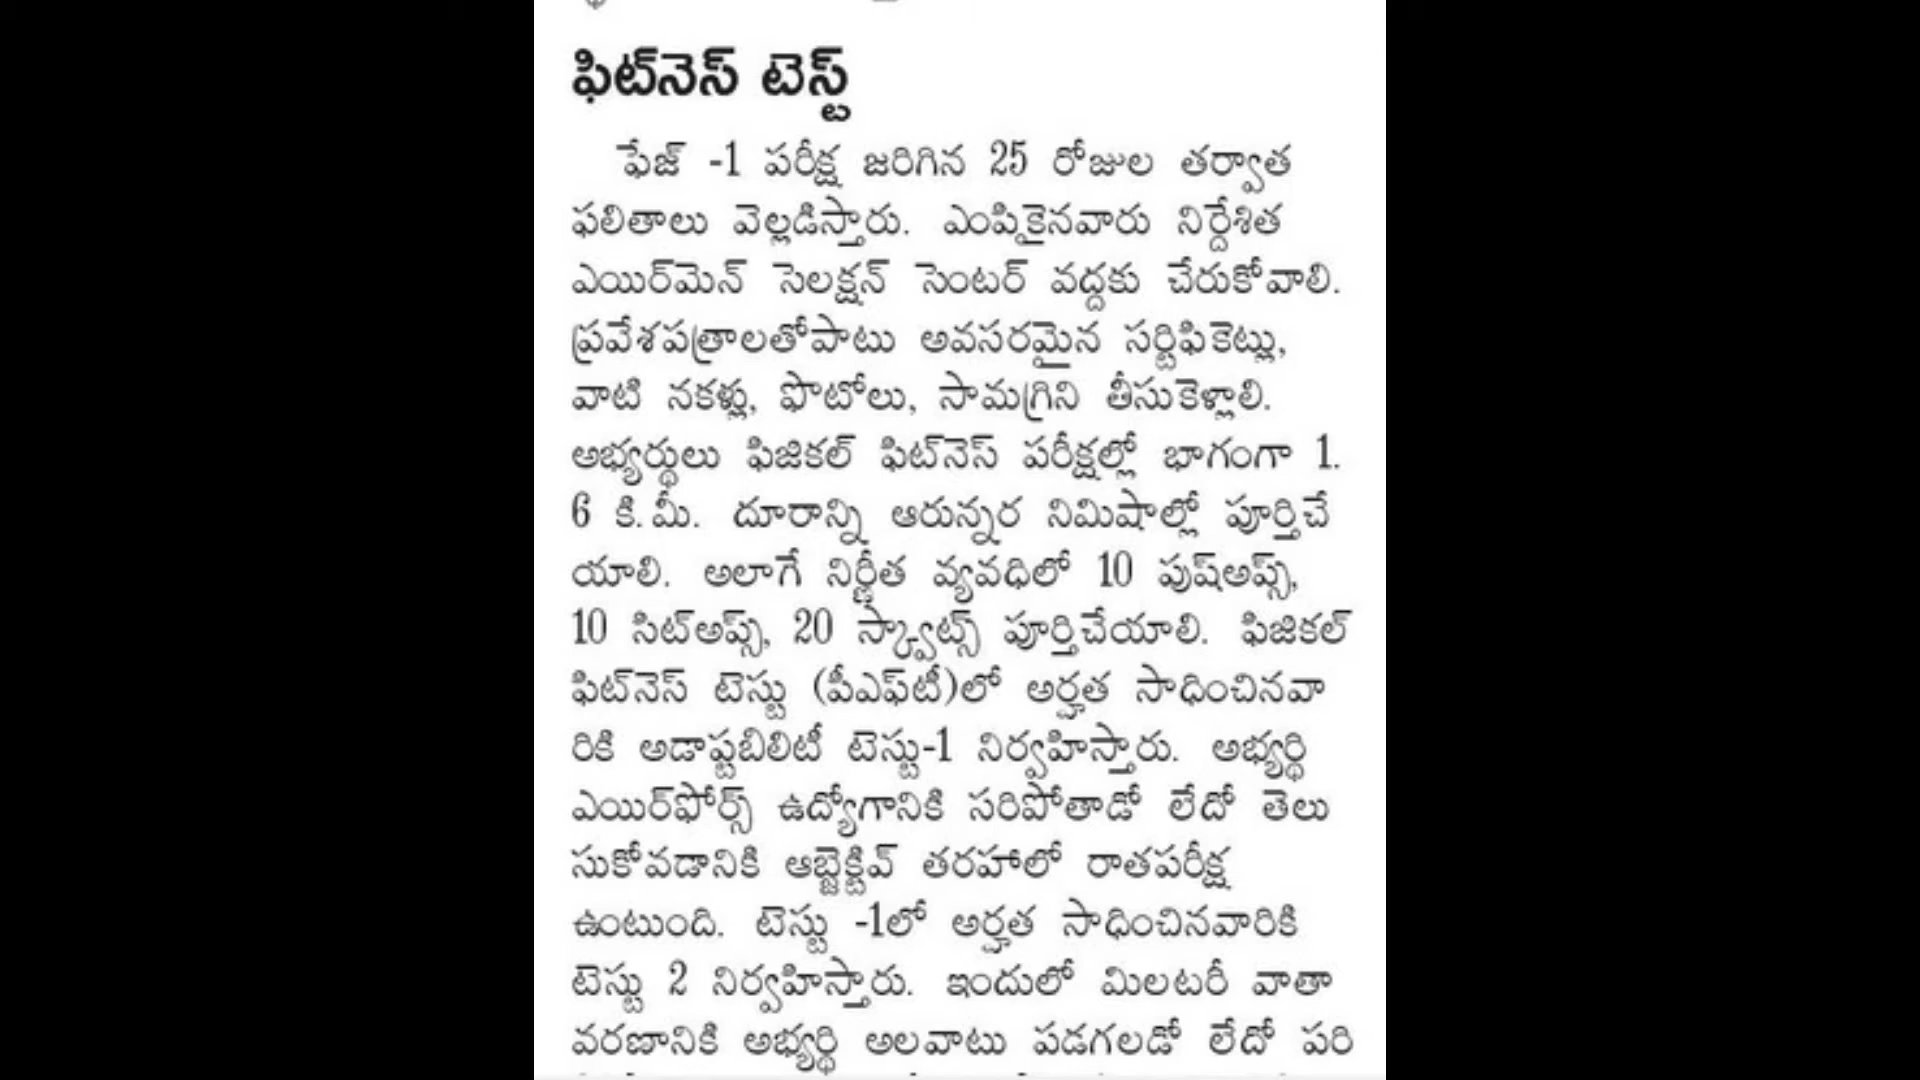 ఫిట్‌నెస్ టెస్ట్
ఫేజ్ -1 పరీక్ష జరిగిన 25 రోజుల తర్వాత
ఫలితాలు వెల్లడిస్తారు. ఎంపికైనవారు నిర్దేశిత
ఎయిర్‌మెన్ సెలక్షన్ సెంటర్ వద్దకు చేరుకోవాలి.
ప్రవేశపత్రాలతోపాటు అవసరమైన సర్టిఫికెట్లు,
వాటి నకళ్లు, ఫొటోలు, సామగ్రిని తీసుకెళ్లాలి.
అభ్యర్థులు ఫిజికల్ ఫిట్‌నెస్ పరీక్షల్లో భాగంగా 1.
6 కి.మీ. దూరాన్ని ఆరున్నర నిమిషాల్లో పూర్తిచే
యాలి. అలాగే నిర్ణీత వ్యవధిలో 10 పుష్‌అప్స్,
10 సిట్‌అప్స్, 20 స్క్వాట్స్ పూర్తిచేయాలి. ఫిజికల్
ఫిట్‌నెస్ టెస్టు (పీఎఫ్‌టీ)లో అర్హత సాధించినవా
రికి అడాప్టబిలిటీ టెస్టు-1 నిర్వహిస్తారు. అభ్యర్థి
ఎయిర్‌ఫోర్స్ ఉద్యోగానికి సరిపోతాడో లేదో తెలు
సుకోవడానికి ఆబ్జెక్టివ్ తరహాలో రాతపరీక్ష
ఉంటుంది. టెస్టు -1లో అర్హత సాధించినవారికి
టెస్టు 2 నిర్వహిస్తారు. ఇందులో మిలటరీ వాతా
వరణానికి అభ్యర్థి అలవాటు పడగలడో లేదో పరి